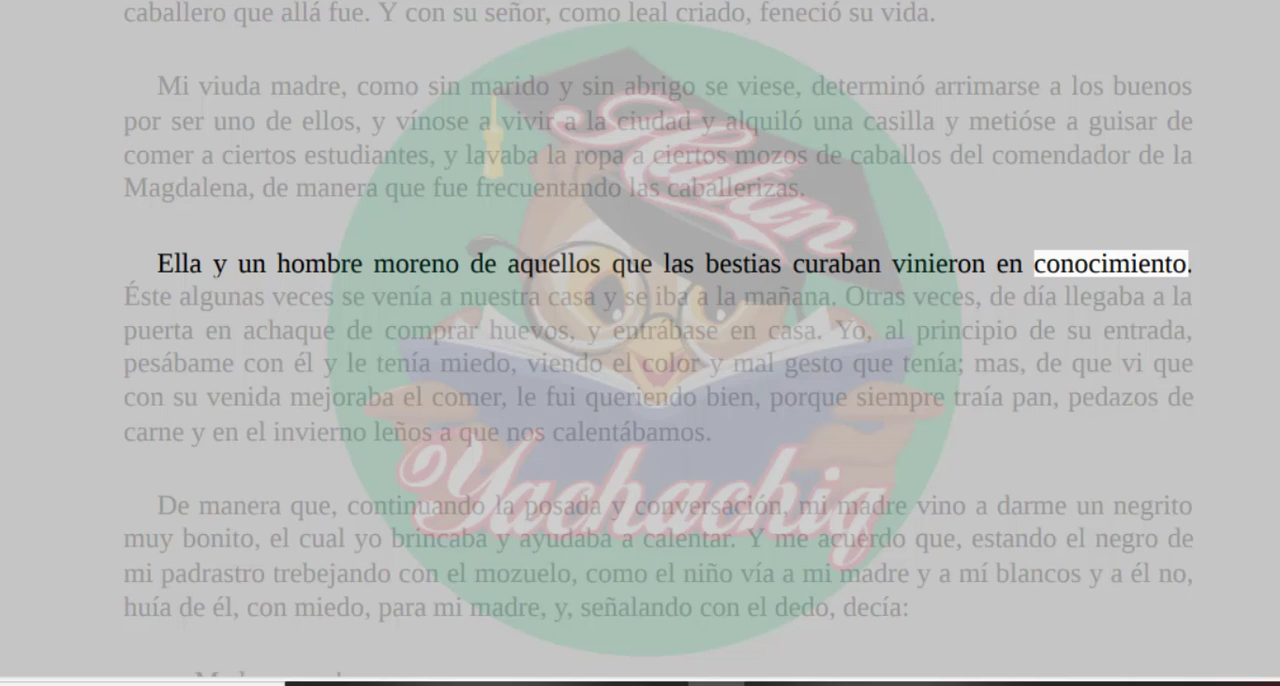 caballero que allá fue. Y con su señor, como leal criado, feneció su vida.
Mi viuda madre, como sin marido y sin abrigo se viese, determinó arrimarse a los buenos
por ser uno de ellos, y vínose a vivir a la ciudad y alquiló una casilla y metióse a guisar de
comer a ciertos estudiantes, y lavaba la ropa a ciertos mozos de caballos del comendador de la
Magdalena, de manera que fue frecuentando las caballerizas.
Ella y un hombre moreno de aquellos que las bestias curaban vinieron en conocimiento.
Éste algunas veces se venía a nuestra casa y se iba a la mañana. Otras veces, de día llegaba a la
puerta en achaque de comprar huevos, y entrábase en casa. Yo, al principio de su entrada,
pesábame con él y le tenía miedo, viendo el color y mal gesto que tenía; mas, de que vi que
con su venida mejoraba el comer, le fui queriendo bien, porque siempre traía pan, pedazos de
carne y en el invierno leños a que nos calentábamos.
De manera que, continuando la posada y conversación, mi madre vino a darme un negrito
muy bonito, el cual yo brincaba y ayudaba a calentar. Y me acuerdo que, estando el negro de
mi padrastro trebejando con el mozuelo, como el niño vía a mi madre y a mí blancos y a él no,
huía de él, con miedo, para mi madre, y, señalando con el dedo, decía:
Yachachiq